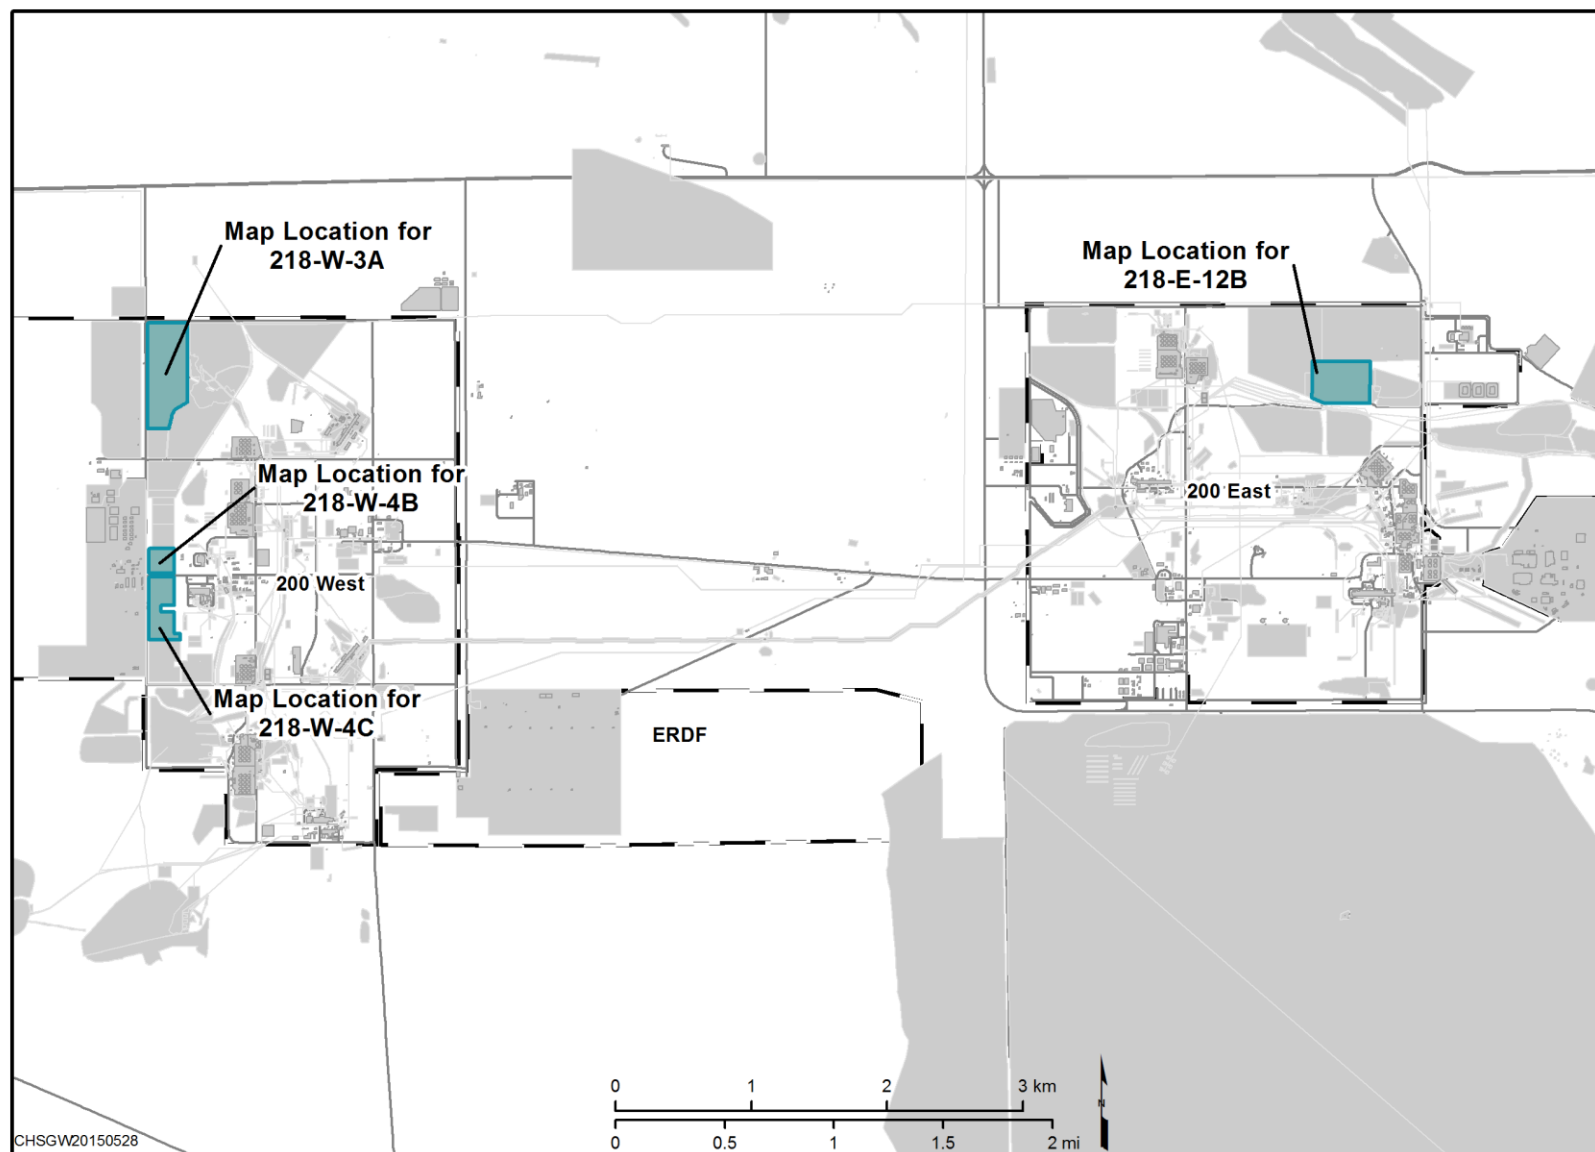 Map Location for
218-W-3A
Map Location for
218-E-12B
Map Location for
218-W-4B
200 East
200 West
Map Location for
218-W-4C
ERDF
0 1 2 3 km
N
0 0.5 1 1.5 2 mi
CHSGW20150528